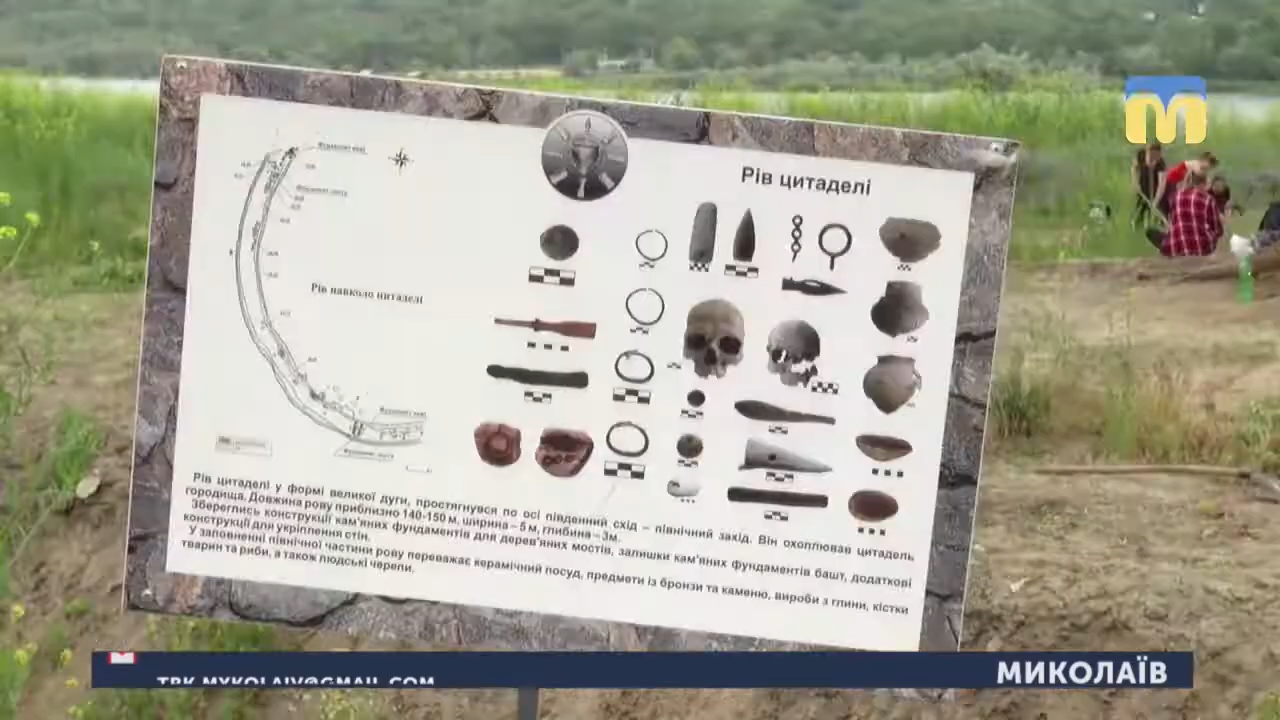 Рів цитаделі
Рів навколо цитаделі
Рів цитаделі у формі великої дуги, простягнувся по осі південний схід – північний захід. Він охоплював цитадель
городища. Довжина рову приблизно 140-150 м, ширина – 5 м, глибина – 3м.
Збереглись конструкції кам'яних фундаментів для дерев'яних мостів, залишки кам'яних фундаментів башт, додаткові
конструкції для укріплення стін.
У заповненні північної частини рову переважає керамічний посуд, предмети із бронзи та каменю, вироби з глини, кістки
тварин та риби, а також людські черепи.
TRK.MYKOLAIV@GMAIL.COM
МИКОЛАЇВ